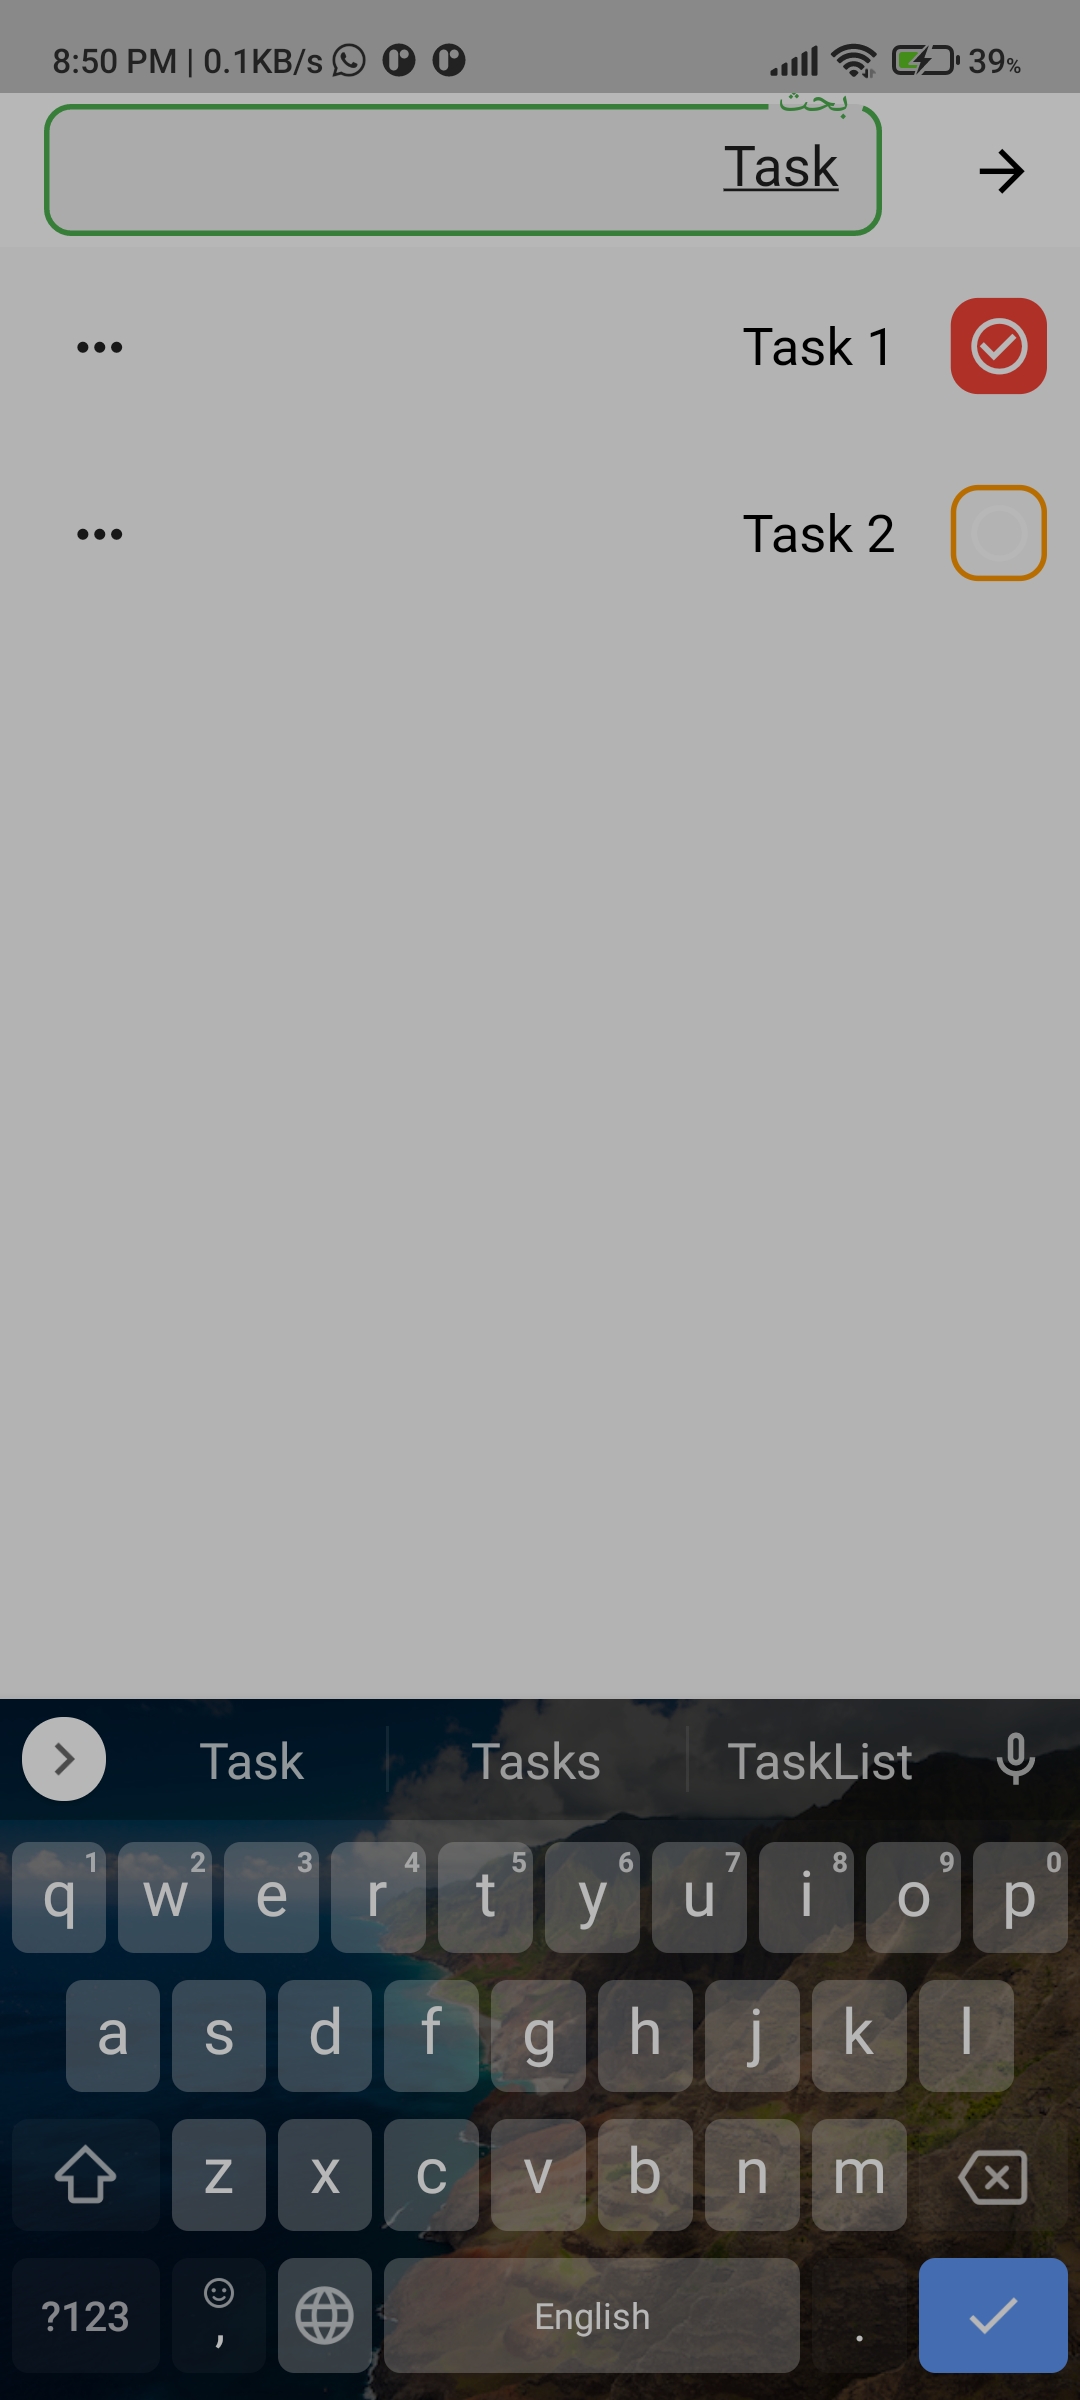 8:50 PM | 0.1KB/s 39%
بحث
Task
Task 1
Task 2
Task Tasks TaskList
q 1 w 2 e 3 r 4 t 5 y 6 u 7 i 8 o 9 p 0
a s d f g h j k l
z x c v b n m
?123 , English .